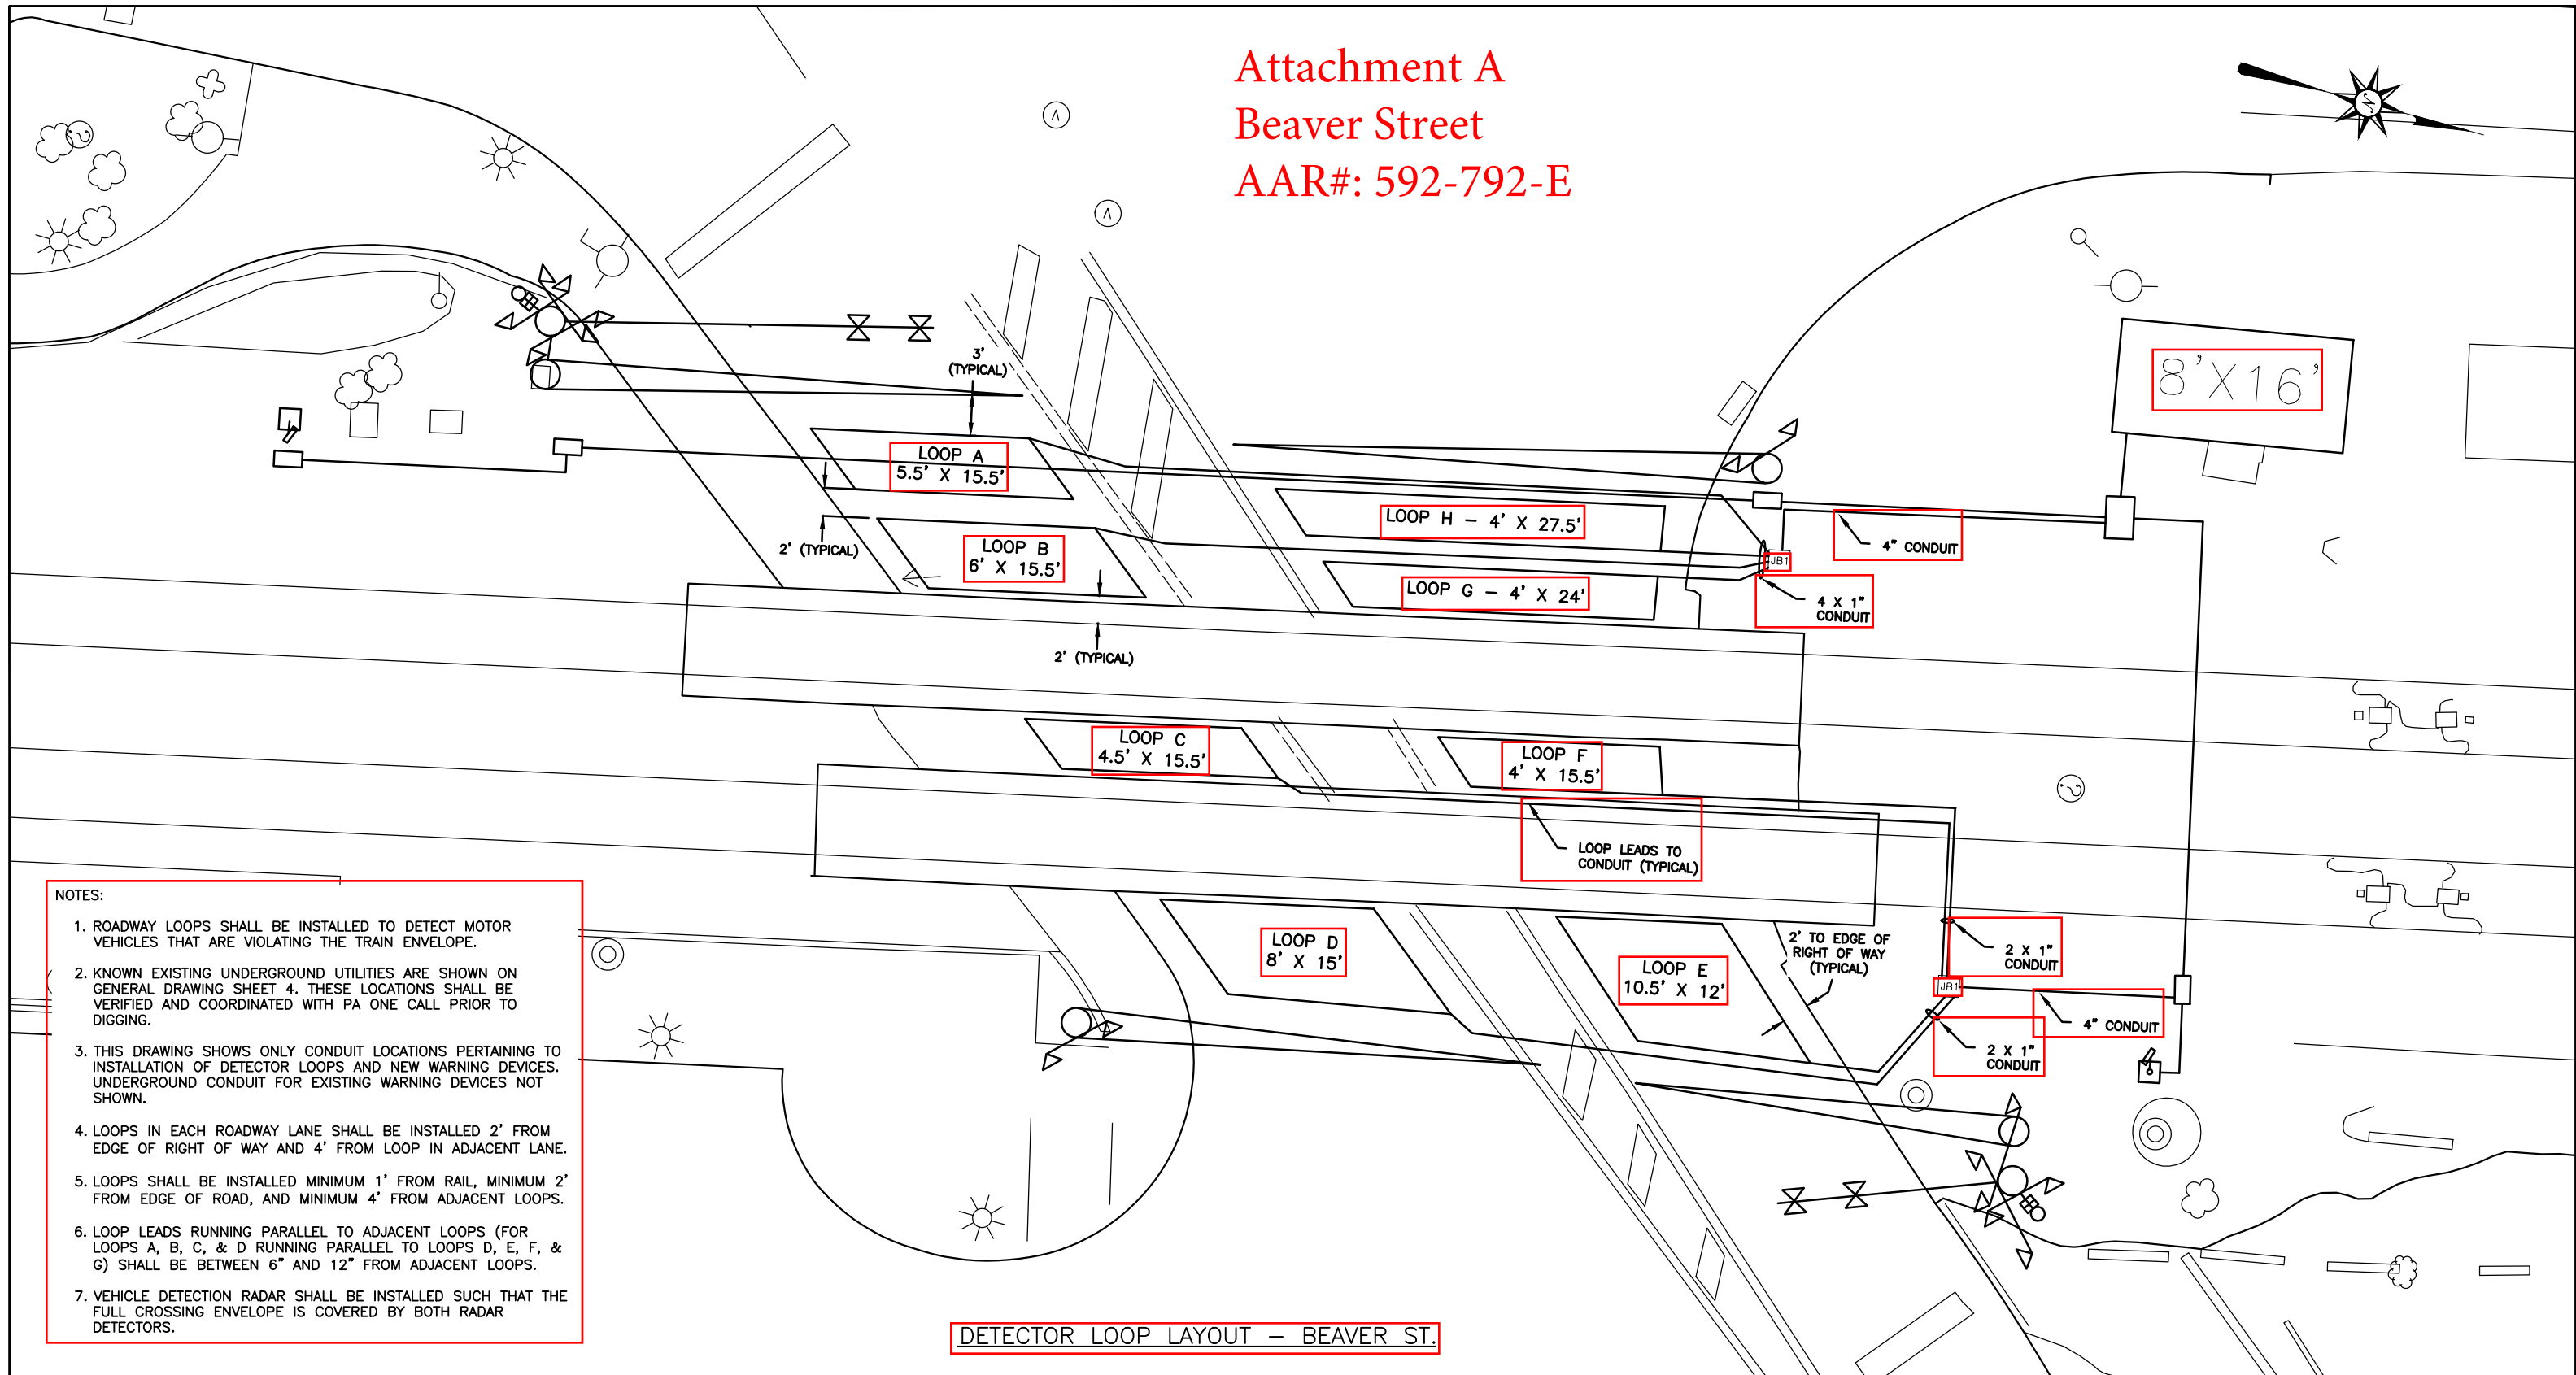 Attachment A
Beaver Street
AAR#: 592-792-E
N
8'X16'
3'
(TYPICAL)
LOOP A
5.5' X 15.5'
2' (TYPICAL)
LOOP B
6' X 15.5'
LOOP H - 4' X 27.5'
LOOP G - 4' X 24'
JB1
4" CONDUIT
4 X 1"
CONDUIT
2' (TYPICAL)
LOOP C
4.5' X 15.5'
LOOP F
4' X 15.5'
LOOP LEADS TO
CONDUIT (TYPICAL)
LOOP D
8' X 15'
LOOP E
10.5' X 12'
2' TO EDGE OF
RIGHT OF WAY
(TYPICAL)
2 X 1"
CONDUIT
JB1
4" CONDUIT
2 X 1"
CONDUIT
NOTES:
1. ROADWAY LOOPS SHALL BE INSTALLED TO DETECT MOTOR
VEHICLES THAT ARE VIOLATING THE TRAIN ENVELOPE.
2. KNOWN EXISTING UNDERGROUND UTILITIES ARE SHOWN ON
GENERAL DRAWING SHEET 4. THESE LOCATIONS SHALL BE
VERIFIED AND COORDINATED WITH PA ONE CALL PRIOR TO
DIGGING.
3. THIS DRAWING SHOWS ONLY CONDUIT LOCATIONS PERTAINING TO
INSTALLATION OF DETECTOR LOOPS AND NEW WARNING DEVICES.
UNDERGROUND CONDUIT FOR EXISTING WARNING DEVICES NOT
SHOWN.
4. LOOPS IN EACH ROADWAY LANE SHALL BE INSTALLED 2' FROM
EDGE OF RIGHT OF WAY AND 4' FROM LOOP IN ADJACENT LANE.
5. LOOPS SHALL BE INSTALLED MINIMUM 1' FROM RAIL, MINIMUM 2'
FROM EDGE OF ROAD, AND MINIMUM 4' FROM ADJACENT LOOPS.
6. LOOP LEADS RUNNING PARALLEL TO ADJACENT LOOPS (FOR
LOOPS A, B, C, & D RUNNING PARALLEL TO LOOPS D, E, F, &
G) SHALL BE BETWEEN 6" AND 12" FROM ADJACENT LOOPS.
7. VEHICLE DETECTION RADAR SHALL BE INSTALLED SUCH THAT THE
FULL CROSSING ENVELOPE IS COVERED BY BOTH RADAR
DETECTORS.
DETECTOR LOOP LAYOUT - BEAVER ST.